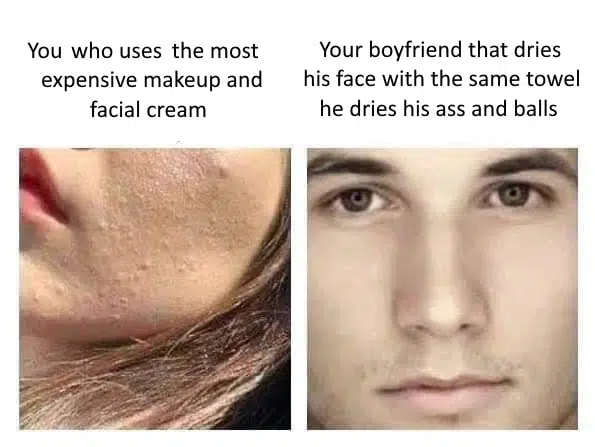 You who uses the most
expensive makeup and
facial cream
Your boyfriend that dries
his face with the same towel
he dries his ass and balls